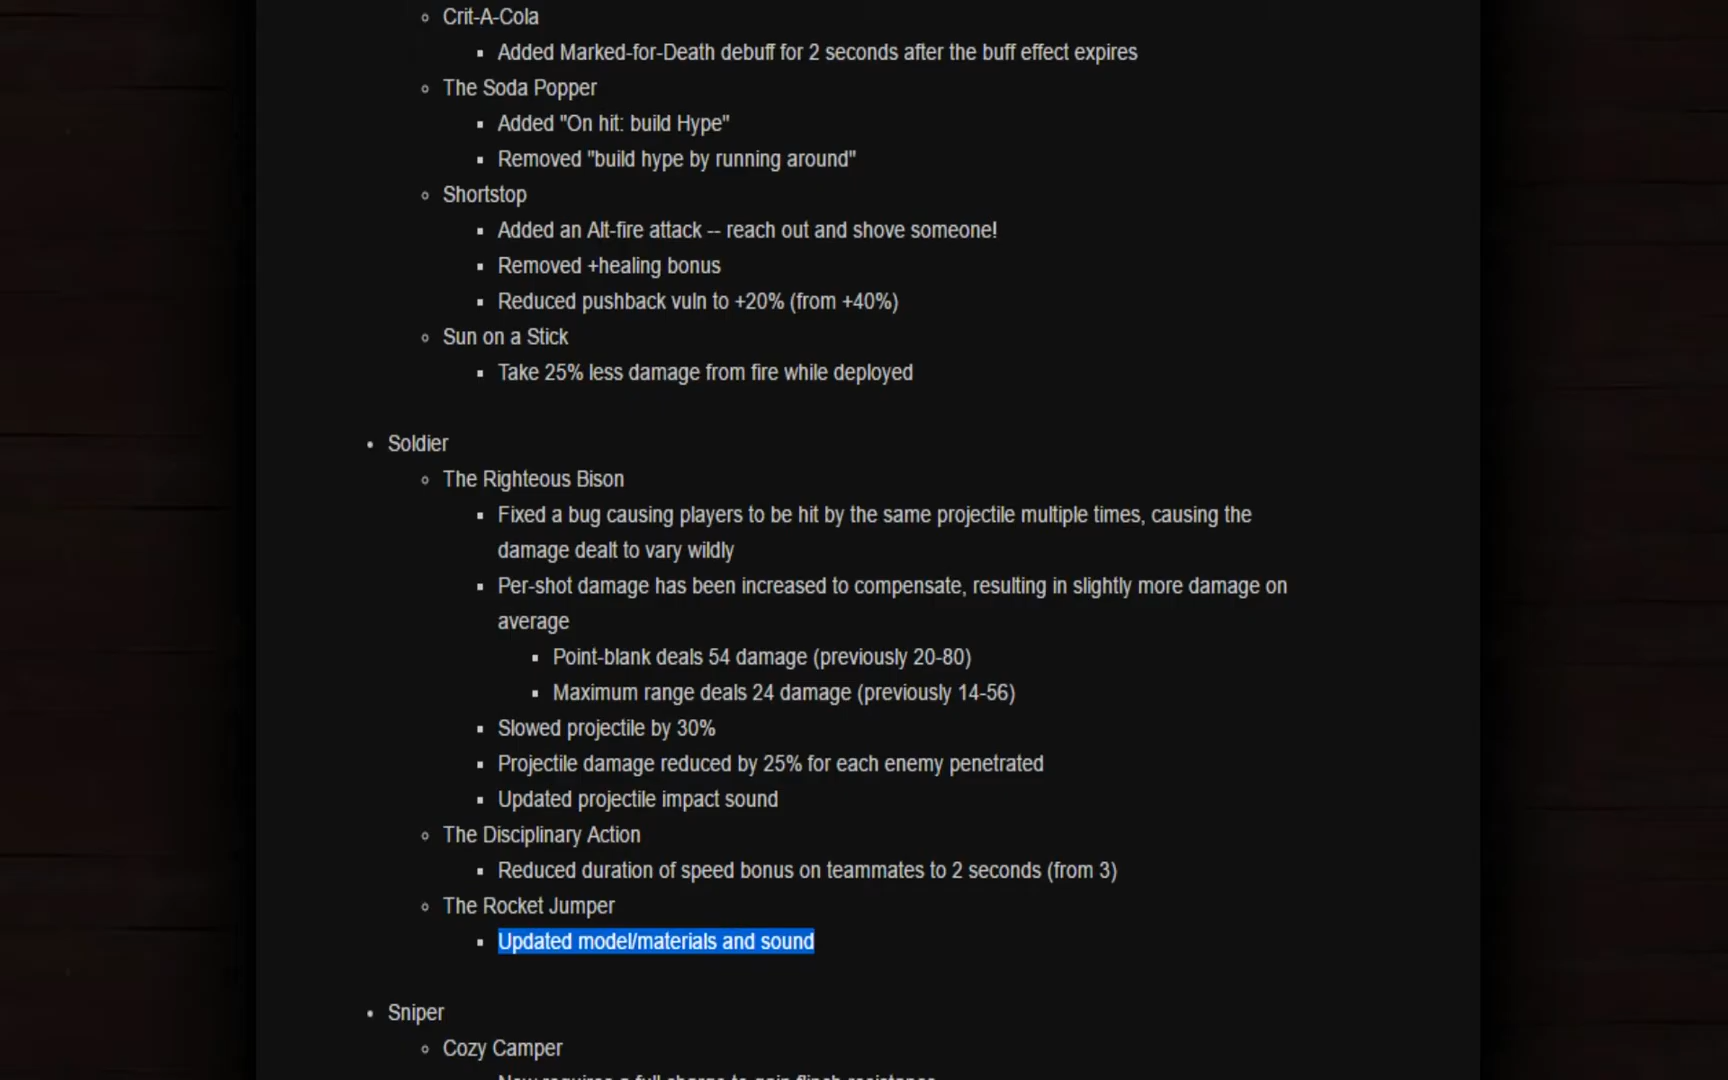 Crit-A-Cola
Added Marked-for-Death debuff for 2 seconds after the buff effect expires
The Soda Popper
Added "On hit: build Hype"
Removed "build hype by running around"
Shortstop
Added an Alt-fire attack -- reach out and shove someone!
Removed +healing bonus
Reduced pushback vuln to +20% (from +40%)
Sun on a Stick
Take 25% less damage from fire while deployed
Soldier
The Righteous Bison
Fixed a bug causing players to be hit by the same projectile multiple times, causing the
damage dealt to vary wildly
Per-shot damage has been increased to compensate, resulting in slightly more damage on
average
Point-blank deals 54 damage (previously 20-80)
Maximum range deals 24 damage (previously 14-56)
Slowed projectile by 30%
Projectile damage reduced by 25% for each enemy penetrated
Updated projectile impact sound
The Disciplinary Action
Reduced duration of speed bonus on teammates to 2 seconds (from 3)
The Rocket Jumper
Updated model/materials and sound
Sniper
Cozy Camper
Now requires a full charge to gain flinch resistance